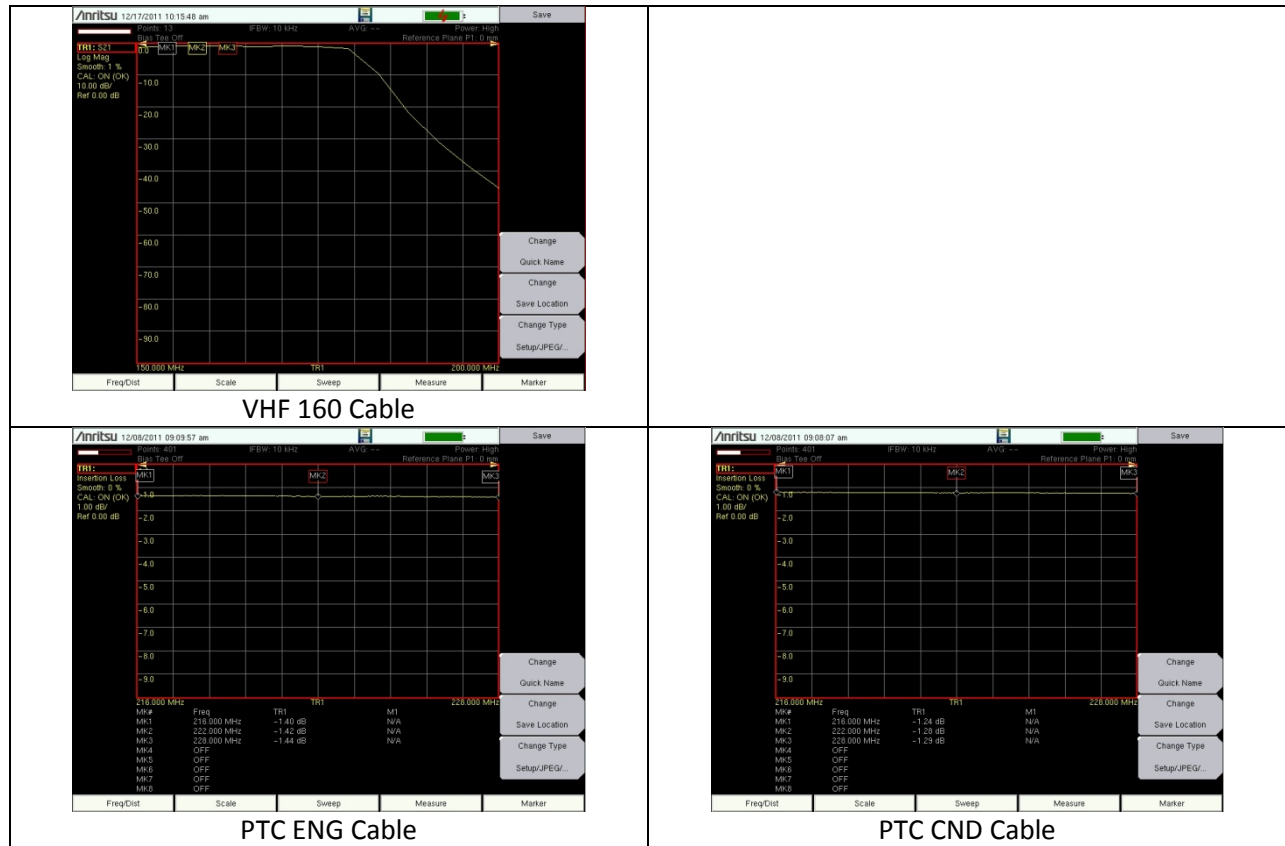 Anritsu 12/17/2011 10:15:48 am
Save
Points: 13 IFBW: 10 kHz AVG: -- Power: High
Bias Tee Off Reference Plane P1: 0 mm
TR1: S21
Log Mag
Smooth: 1 %
CAL: ON (OK)
10.00 dB/
Ref 0.00 dB
MK1 MK2 MK3
0.0
-10.0
-20.0
-30.0
-40.0
-50.0
-60.0
-70.0
-80.0
-90.0
Change
Quick Name
Change
Save Location
Change Type
Setup/JPEG/...
150.000 MHz TR1 200.000 MHz
Freq/Dist Scale Sweep Measure Marker
VHF 160 Cable
Anritsu 12/08/2011 09:09:57 am
Save
Points: 401 IFBW: 10 kHz AVG: -- Power: High
Bias Tee Off Reference Plane P1: 0 mm
TR1:
Insertion Loss
Smooth: 0 %
CAL: ON (OK)
1.00 dB/
Ref 0.00 dB
MK1 MK2 MK3
-1.0
-2.0
-3.0
-4.0
-5.0
-6.0
-7.0
-8.0
-9.0
Change
Quick Name
Change
Save Location
Change Type
Setup/JPEG/...
216.000 MHz TR1 228.000 MHz
MK# Freq TR1 M1
MK1 216.000 MHz -1.40 dB N/A
MK2 222.000 MHz -1.42 dB N/A
MK3 228.000 MHz -1.44 dB N/A
MK4 OFF
MK5 OFF
MK6 OFF
MK7 OFF
MK8 OFF
Freq/Dist Scale Sweep Measure Marker
PTC ENG Cable
Anritsu 12/08/2011 09:08:07 am
Save
Points: 401 IFBW: 10 kHz AVG: -- Power: High
Bias Tee Off Reference Plane P1: 0 mm
TR1:
Insertion Loss
Smooth: 0 %
CAL: ON (OK)
1.00 dB/
Ref 0.00 dB
MK1 MK2 MK3
-1.0
-2.0
-3.0
-4.0
-5.0
-6.0
-7.0
-8.0
-9.0
Change
Quick Name
Change
Save Location
Change Type
Setup/JPEG/...
216.000 MHz TR1 228.000 MHz
MK# Freq TR1 M1
MK1 216.000 MHz -1.24 dB N/A
MK2 222.000 MHz -1.28 dB N/A
MK3 228.000 MHz -1.29 dB N/A
MK4 OFF
MK5 OFF
MK6 OFF
MK7 OFF
MK8 OFF
Freq/Dist Scale Sweep Measure Marker
PTC CND Cable